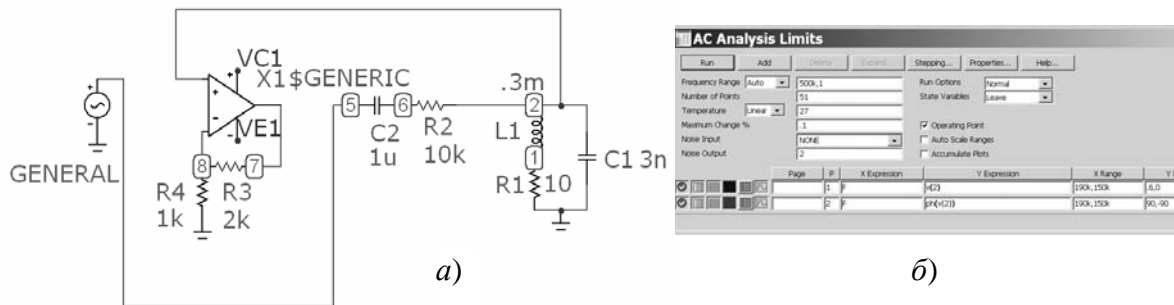 VC1
X1$GENERIC
VE1
GENERAL
8
7
R3
2k
R4
1k
5
6
C2
1u
R2
10k
.3m
2
L1
1
R1
10
C1 3n
а)
AC Analysis Limits
Run Add Delete Expand... Stepping... Properties... Help...
Frequency Range Auto 500k,1 Run Options Normal
Number of Points 51 State Variables Leave
Temperature Linear 27
Maximum Change % .1 Operating Point
Noise Input NONE Auto Scale Ranges
Noise Output 2 Accumulate Plots
Page P X Expression Y Expression X Range Y
1 F v(2) 190k,150k .6,0
2 F ph(v(2)) 190k,150k 90,-90
б)